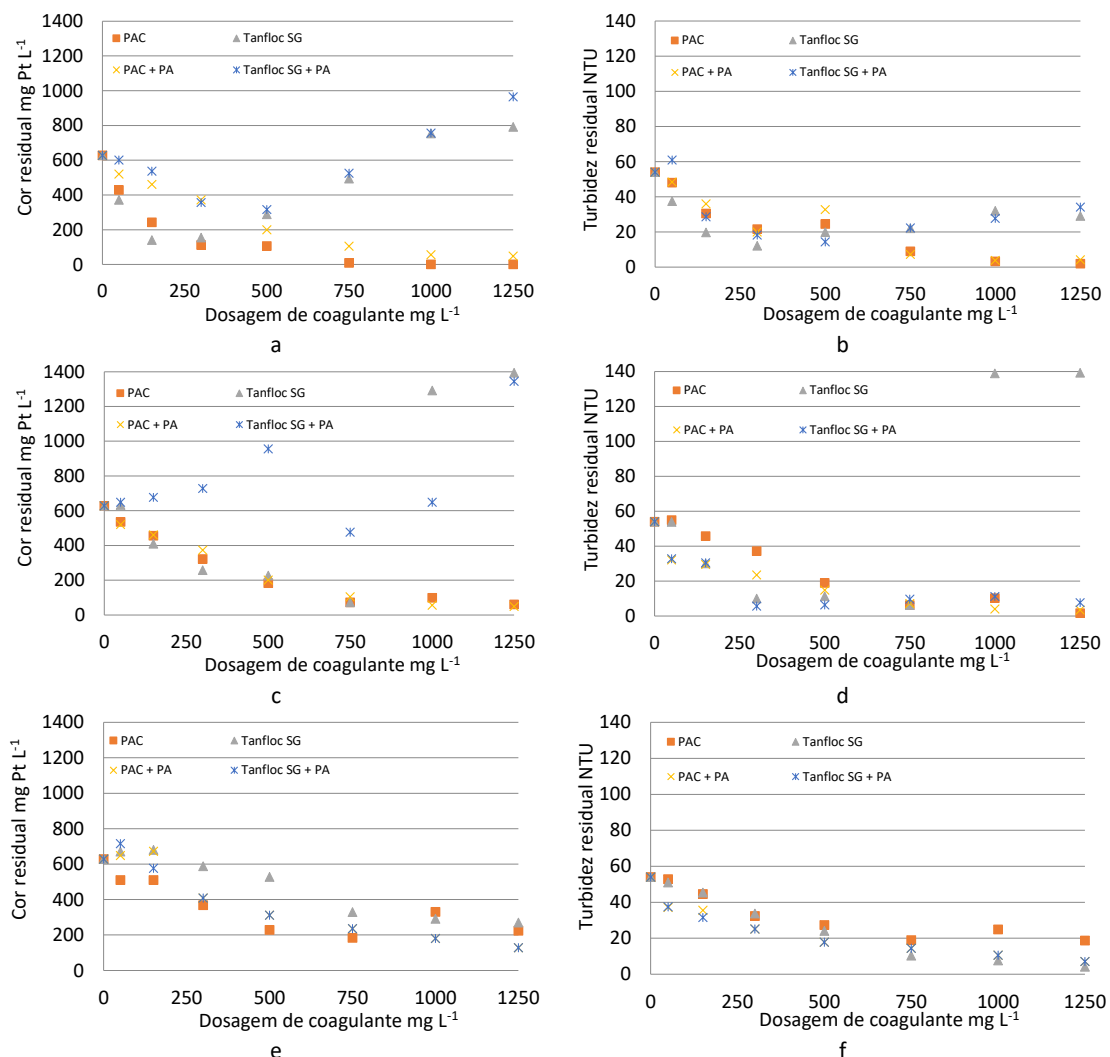 Cor residual mg Pt L-1
1400
1200
1000
800
600
400
200
0
PAC
Tanfloc SG
PAC + PA
Tanfloc SG + PA
0 250 500 750 1000 1250
Dosagem de coagulante mg L-1
a
Turbidez residual NTU
140
120
100
80
60
40
20
0
PAC
Tanfloc SG
PAC + PA
Tanfloc SG + PA
0 250 500 750 1000 1250
Dosagem de coagulante mg L-1
b
Cor residual mg Pt L-1
1400
1200
1000
800
600
400
200
0
PAC
Tanfloc SG
PAC + PA
Tanfloc SG + PA
0 250 500 750 1000 1250
Dosagem de coagulante mg L-1
c
Turbidez residual NTU
140
120
100
80
60
40
20
0
PAC
Tanfloc SG
PAC + PA
Tanfloc SG + PA
0 250 500 750 1000 1250
Dosagem de coagulante mg L-1
d
Cor residual mg Pt L-1
1400
1200
1000
800
600
400
200
0
PAC
Tanfloc SG
PAC + PA
Tanfloc SG + PA
0 250 500 750 1000 1250
Dosagem de coagulante mg L-1
e
Turbidez residual NTU
140
120
100
80
60
40
20
0
PAC
Tanfloc SG
PAC + PA
Tanfloc SG + PA
0 250 500 750 1000 1250
Dosagem de coagulante mg L-1
f